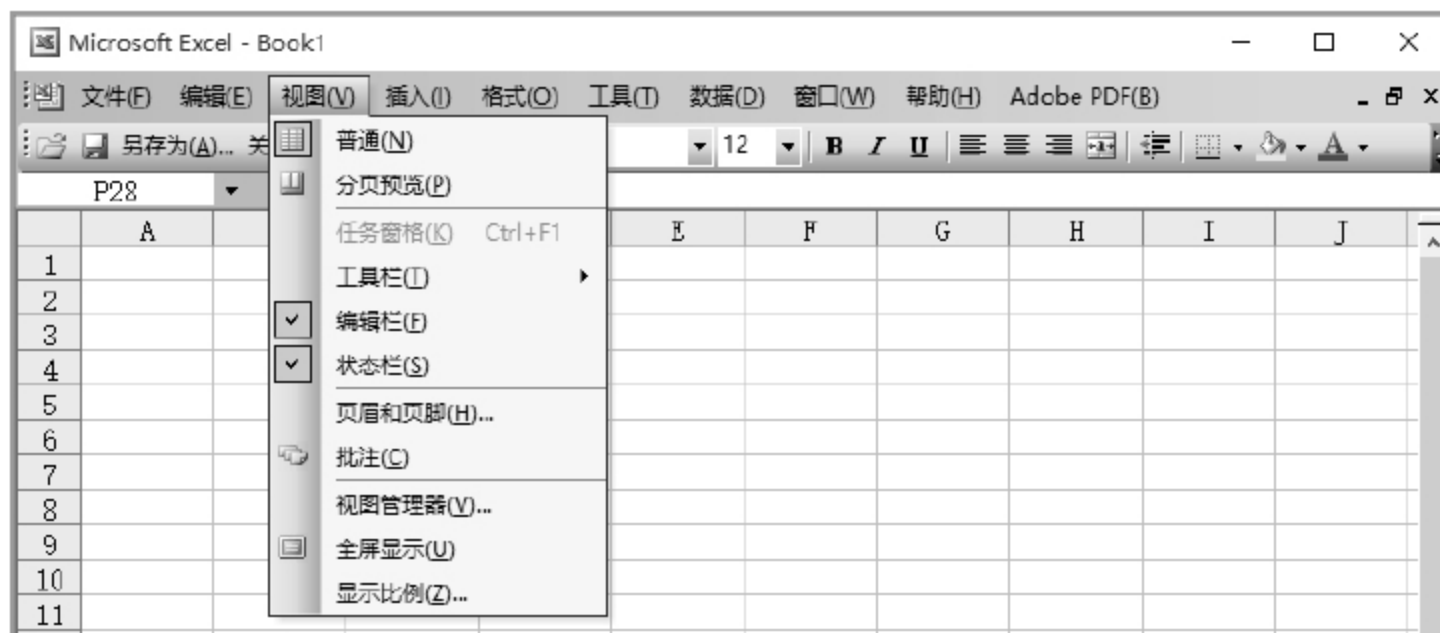 Microsoft Excel - Book1
文件(F) 编辑(E) 视图(V) 插入(I) 格式(O) 工具(T) 数据(D) 窗口(W) 帮助(H) Adobe PDF(B)
另存为(A)... 关 12 B I U A
P28
A E F G H I J
普通(N)
分页预览(P)
任务窗格(K) Ctrl+F1
工具栏(T)
编辑栏(F)
状态栏(S)
页眉和页脚(H)...
批注(C)
视图管理器(V)...
全屏显示(U)
显示比例(Z)...
1
2
3
4
5
6
7
8
9
10
11